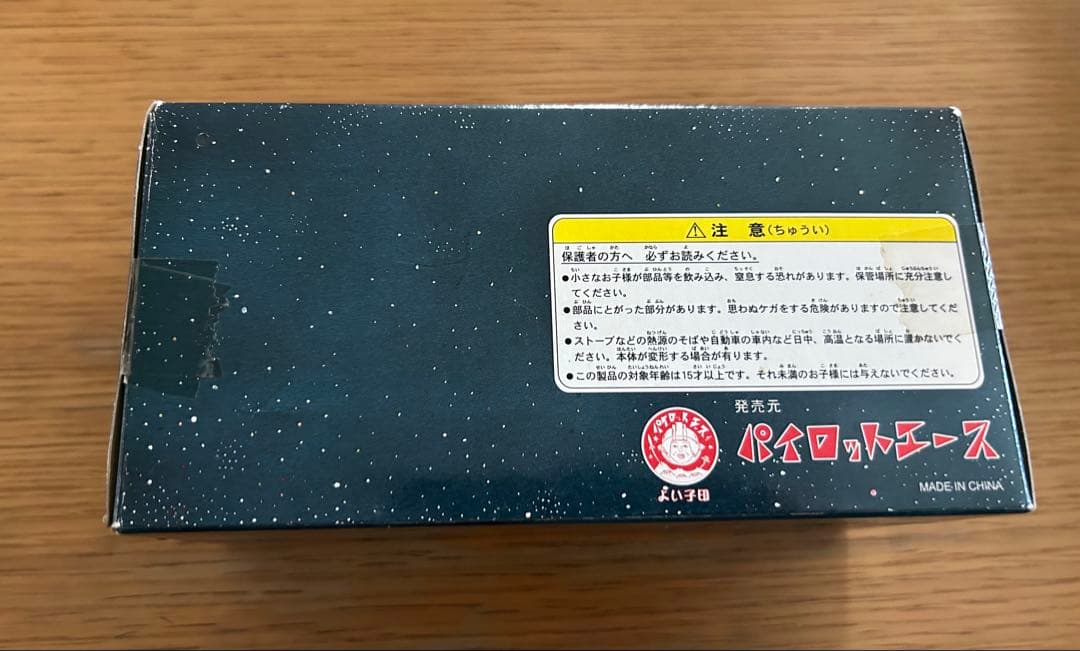 ⚠注 意(ちゅうい)
保護者の方へ 必ずお読みください。
●小さなお子様が部品等を飲み込み、窒息する恐れがあります。保管場所に充分注意し
てください。
●部品にとがった部分があります。思わぬケガをする危険がありますので注意してくだ
さい。
●ストーブなどの熱源のそばや自動車の車内など日中、高温となる場所に置かないでく
ださい。本体が変形する場合が有ります。
●この製品の対象年齢は15才以上です。それ未満のお子様には与えないでください。
発売元
パイロットエース
パイロットエース
よい子印
MADE IN CHINA